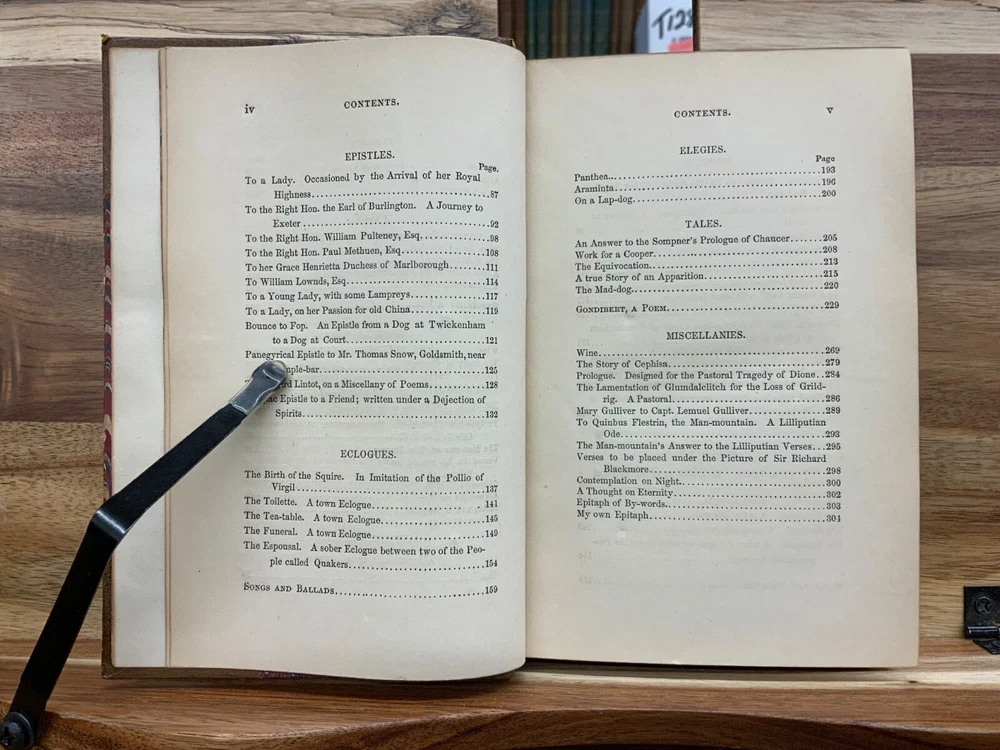 T128
iv CONTENTS.
EPISTLES.
Page.
To a Lady. Occasioned by the Arrival of her Royal
Highness.....87
To the Right Hon. the Earl of Burlington. A Journey to
Exeter.....92
To the Right Hon. William Pulteney, Esq.....98
To the Right Hon. Paul Methuen, Esq.....108
To her Grace Henrietta Duchess of Marlborough.....111
To William Lownds, Esq.....114
To a Young Lady, with some Lampreys.....117
To a Lady, on her Passion for old China.....119
Bounce to Fop. An Epistle from a Dog at Twickenham
to a Dog at Court.....121
Panegyrical Epistle to Mr. Thomas Snow, Goldsmith, near
mple-bar.....125
rd Lintot, on a Miscellany of Poems.....128
Epistle to a Friend; written under a Dejection of
Spirits.....132
ECLOGUES.
The Birth of the Squire. In Imitation of the Pollio of
Virgil.....137
The Toilette. A town Eclogue.....141
The Tea-table. A town Eclogue.....145
The Funeral. A town Eclogue.....149
The Espousal. A sober Eclogue between two of the Peo-
ple called Quakers.....154
SONGS AND BALLADS.....159
CONTENTS. v
ELEGIES.
Page
Panthea.....193
Araminta.....196
On a Lap-dog.....200
TALES.
An Answer to the Sompner's Prologue of Chaucer.....205
Work for a Cooper.....208
The Equivocation.....213
A true Story of an Apparition.....215
The Mad-dog.....220
GONDIBERT, A POEM.....229
MISCELLANIES.
Wine.....269
The Story of Cephisa.....279
Prologue. Designed for the Pastoral Tragedy of Dione..284
The Lamentation of Glumdalclitch for the Loss of Grild-
rig. A Pastoral.....286
Mary Gulliver to Capt. Lemuel Gulliver.....289
To Quinbus Flestrin, the Man-mountain. A Lilliputian
Ode.....293
The Man-mountain's Answer to the Lilliputian Verses...295
Verses to be placed under the Picture of Sir Richard
Blackmore.....298
Contemplation on Night.....300
A Thought on Eternity.....302
Epitaph of By-words.....303
My own Epitaph.....304